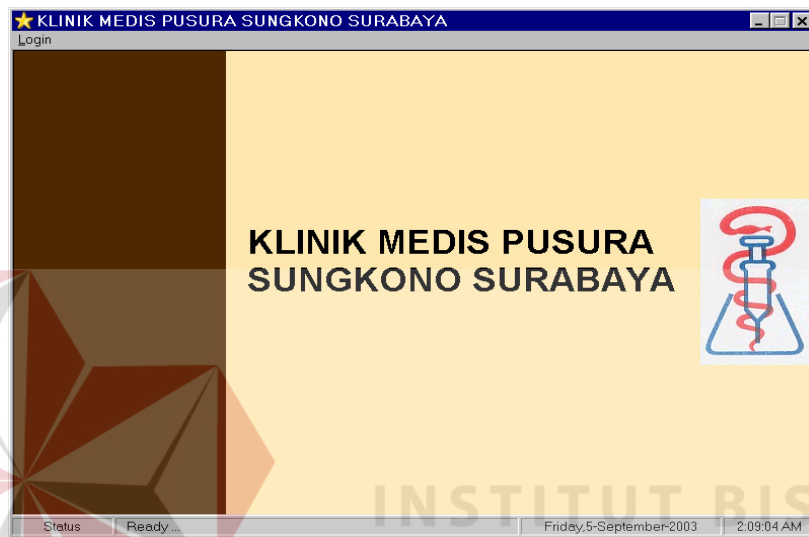 KLINIK MEDIS PUSURA SUNGKONO SURABAYA
Login
KLINIK MEDIS PUSURA
SUNGKONO SURABAYA
INSTITUT BIS
Status Ready ... Friday,5-September-2003 2:09:04 AM